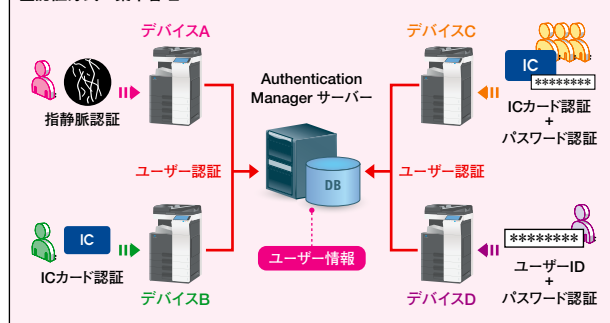 デバイスA
指静脈認証
ユーザー認証
IC
ICカード認証
デバイスB
Authentication
Manager サーバー
DB
ユーザー情報
デバイスC
IC
********
ICカード認証
+
パスワード認証
ユーザー認証
********
ユーザーID
+
パスワード認証
デバイスD